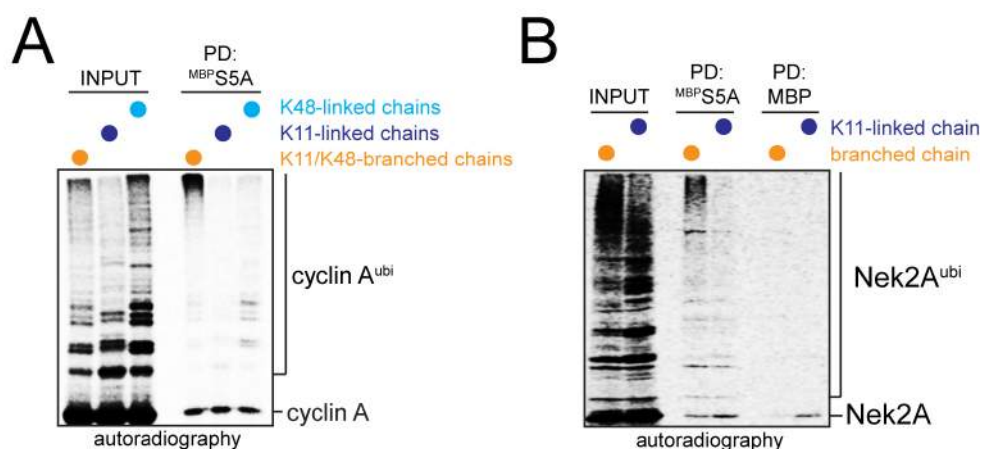 A
INPUT
PD:
ᴹᴮᴾS5A
K48-linked chains
K11-linked chains
K11/K48-branched chains
cyclin Aᵘᵇⁱ
cyclin A
autoradiography
B
INPUT
PD:
ᴹᴮᴾS5A
PD:
MBP
K11-linked chain
branched chain
Nek2Aᵘᵇⁱ
Nek2A
autoradiography